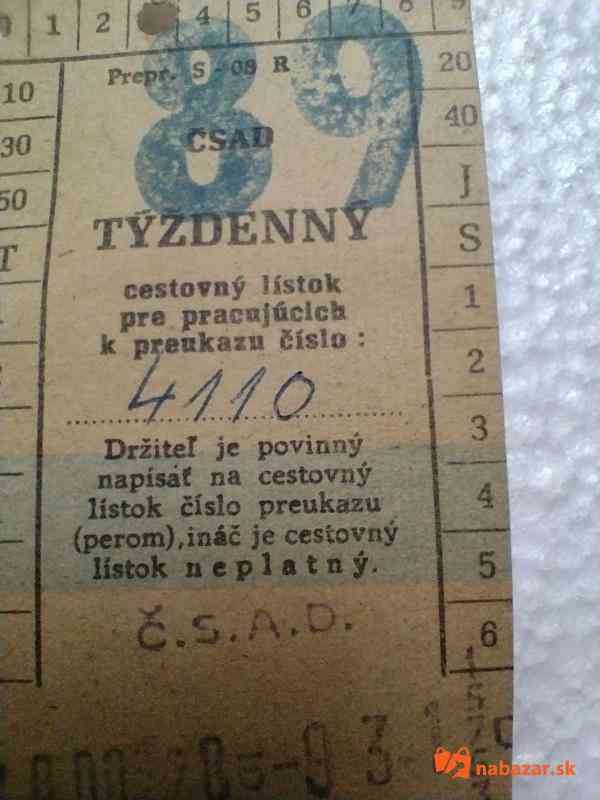 1 2 4 5 6 7 8
10
30
50
T
Prepr. S - 08 R
89
ČSAD
TÝŽDENNÝ
cestovný lístok
pre pracujúcich
k preukazu číslo:
4110
Držiteľ je povinný
napísať na cestovný
lístok číslo preukazu
(perom), ináč je cestovný
lístok neplatný.
Č.S.A.D.
20
40
J
S
1
2
3
4
5
6
nabazar.sk